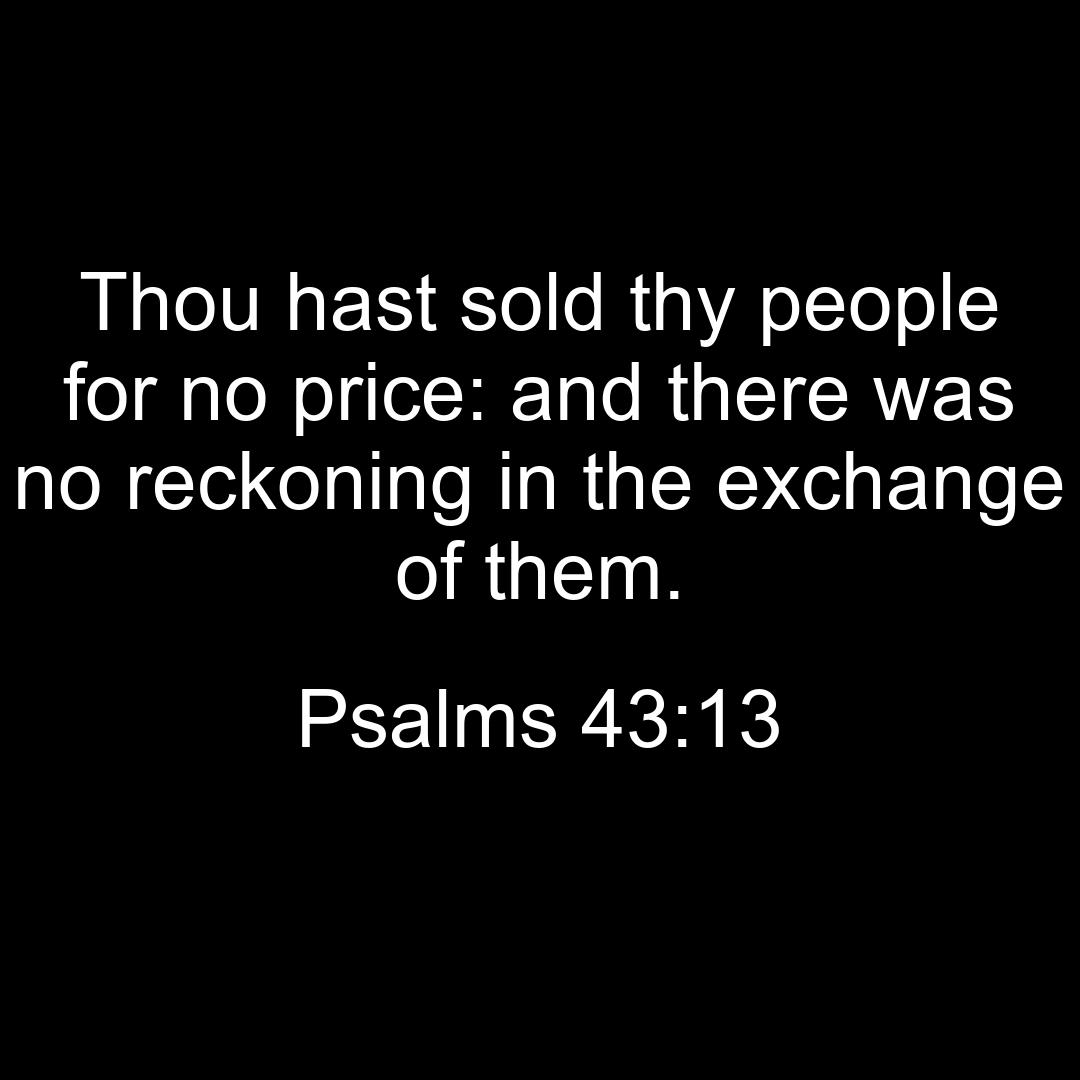 Thou hast sold thy people
for no price: and there was
no reckoning in the exchange
of them.
Psalms 43:13